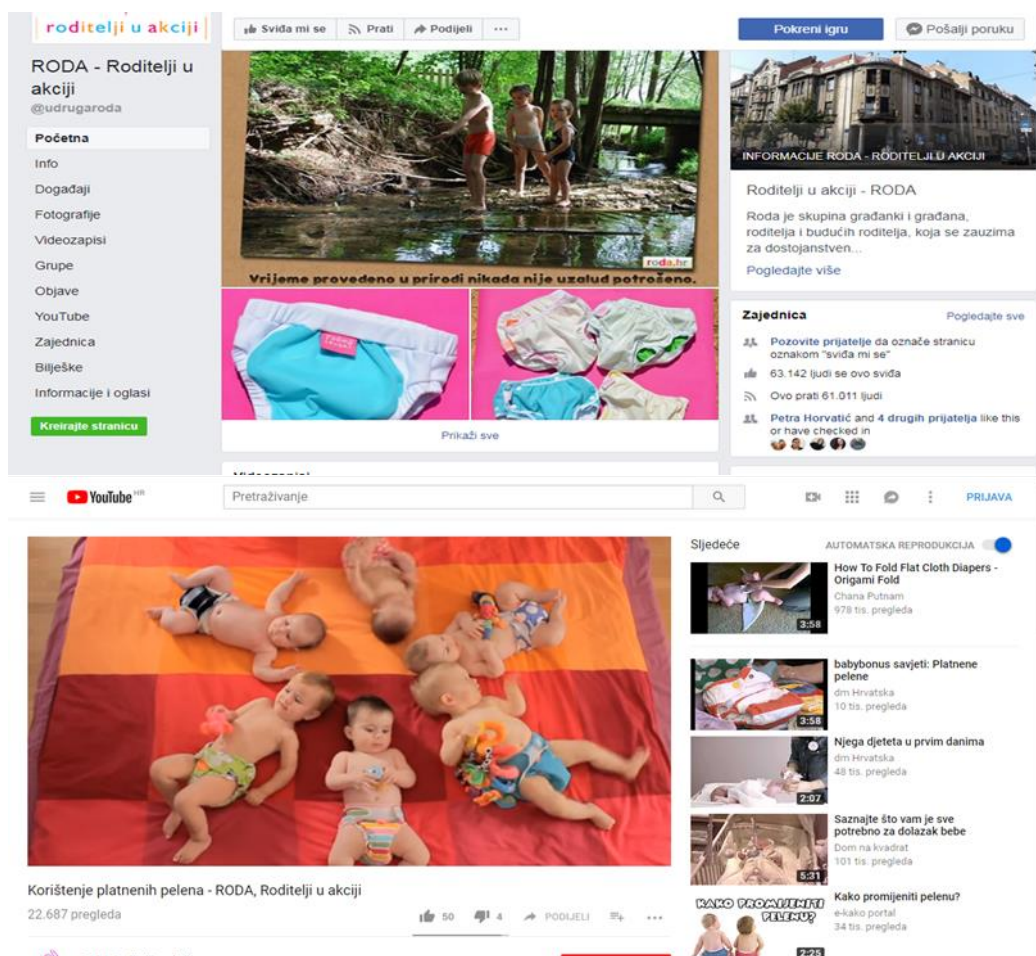 roditelji u akciji
Sviđa mi se
Prati
Podijeli
Pokreni igru
Pošalji poruku
RODA - Roditelji u
akciji
@udrugaroda
Početna
Info
Događaji
Fotografije
Videozapisi
Grupe
Objave
YouTube
Zajednica
Bilješke
Informacije i oglasi
Kreirajte stranicu
roda.hr
Vrijeme provedeno u prirodi nikada nije uzalud potrošeno.
Prikaži sve
INFORMACIJE RODA - RODITELJI U AKCIJI
Roditelji u akciji - RODA
Roda je skupina građanki i građana,
roditelja i budućih roditelja, koja se zauzima
za dostojanstven...
Pogledajte više
Zajednica
Pogledajte sve
Pozovite prijatelje da označe stranicu
oznakom "sviđa mi se"
63.142 ljudi se ovo sviđa
Ovo prati 61.011 ljudi
Petra Horvatić and 4 drugih prijatelja like this
or have checked in
YouTube HR
Pretraživanje
PRIJAVA
Korištenje platnenih pelena - RODA, Roditelji u akciji
22.687 pregleda
50
4
PODIJELI
Sljedeće
AUTOMATSKA REPRODUKCIJA
How To Fold Flat Cloth Diapers -
Origami Fold
Chana Putnam
978 tis. pregleda
3:58
babybonus savjeti: Platnene
pelene
dm Hrvatska
10 tis. pregleda
3:58
Njega djeteta u prvim danima
dm Hrvatska
48 tis. pregleda
2:07
Saznajte što vam je sve
potrebno za dolazak bebe
Dom na kvadrat
101 tis. pregleda
5:31
KAKO PROMIJENITI
PELENU?
Kako promijeniti pelenu?
e-kako portal
34 tis. pregleda
2:25